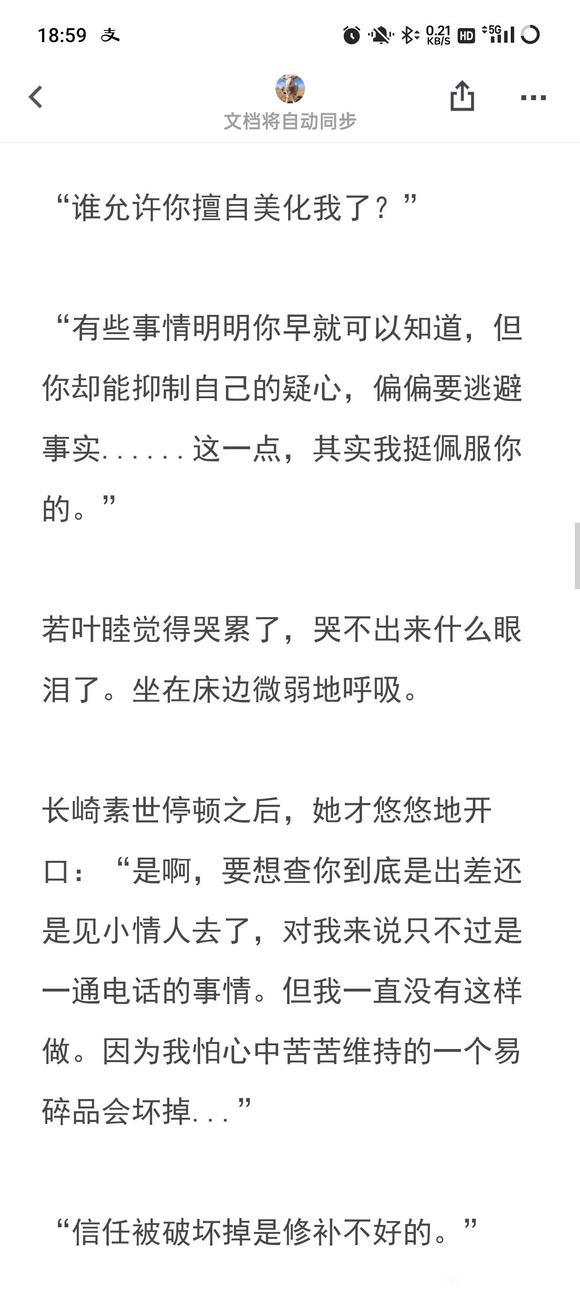 18:59 支
0.21 KB/S HD 5G
文档将自动同步
“谁允许你擅自美化我了？”
“有些事情明明你早就可以知道，但
你却能抑制自己的疑心，偏偏要逃避
事实......这一点，其实我挺佩服你
的。”
若叶睦觉得哭累了，哭不出来什么眼
泪了。坐在床边微弱地呼吸。
长崎素世停顿之后，她才悠悠地开
口：“是啊，要想查你到底是出差还
是见小情人去了，对我来说只不过是
一通电话的事情。但我一直没有这样
做。因为我怕心中苦苦维持的一个易
碎品会坏掉...”
“信任被破坏掉是修补不好的。”